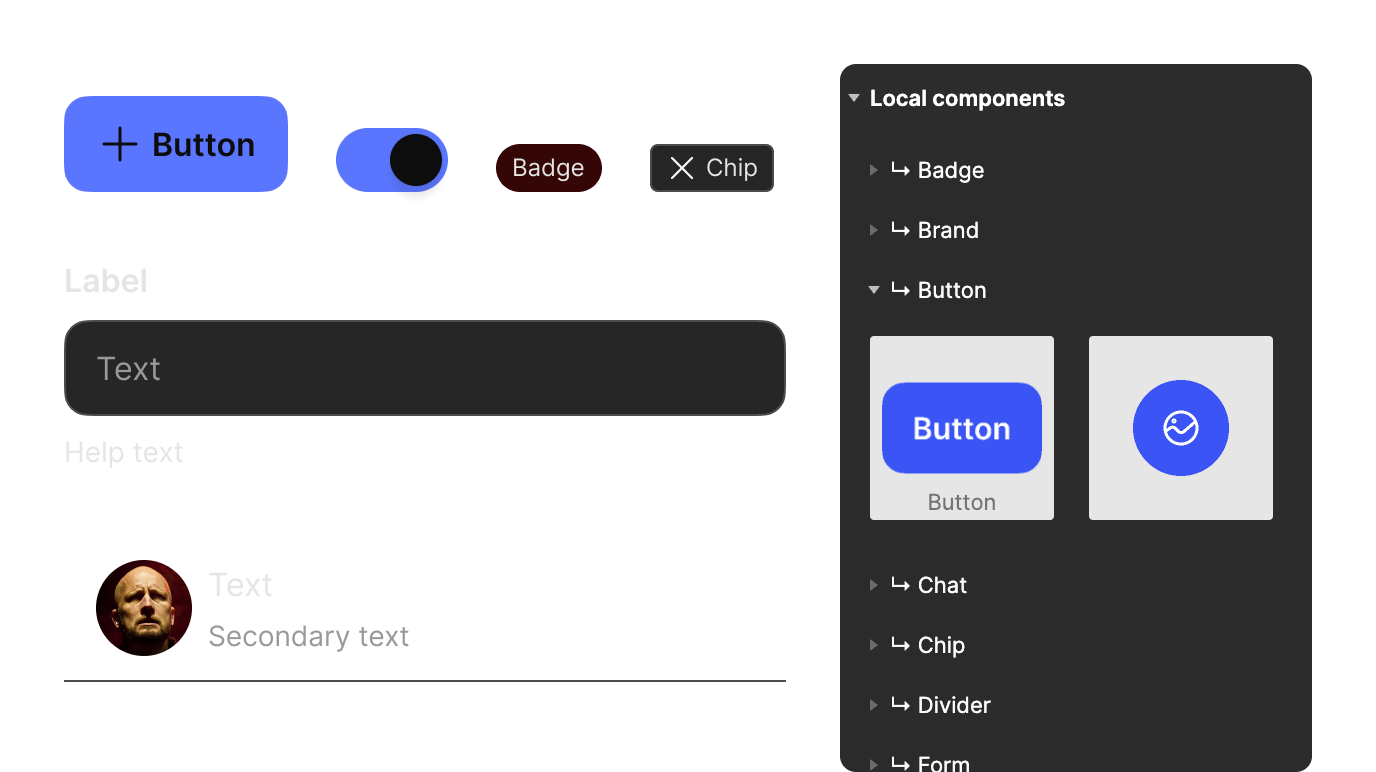 Button
Badge
Chip
Label
Text
Help text
Text
Secondary text
Local components
Badge
Brand
Button
Button
Button
Chat
Chip
Divider
Form